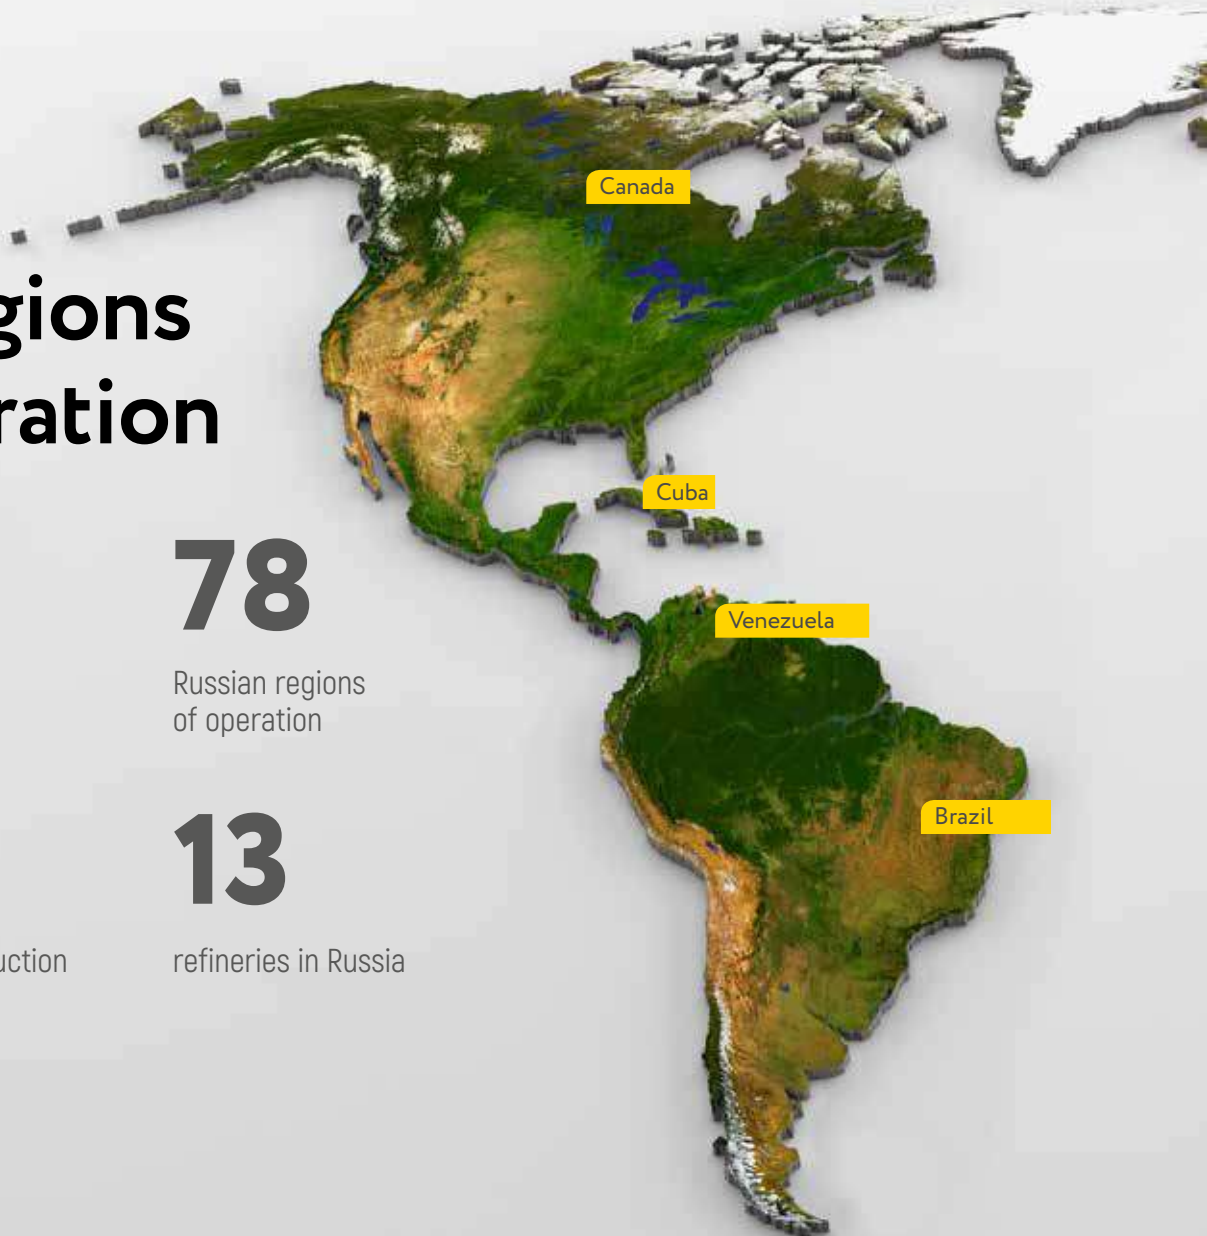 gions
ration
78
Russian regions
of operation
13
uction
refineries in Russia
Canada
Cuba
Venezuela
Brazil